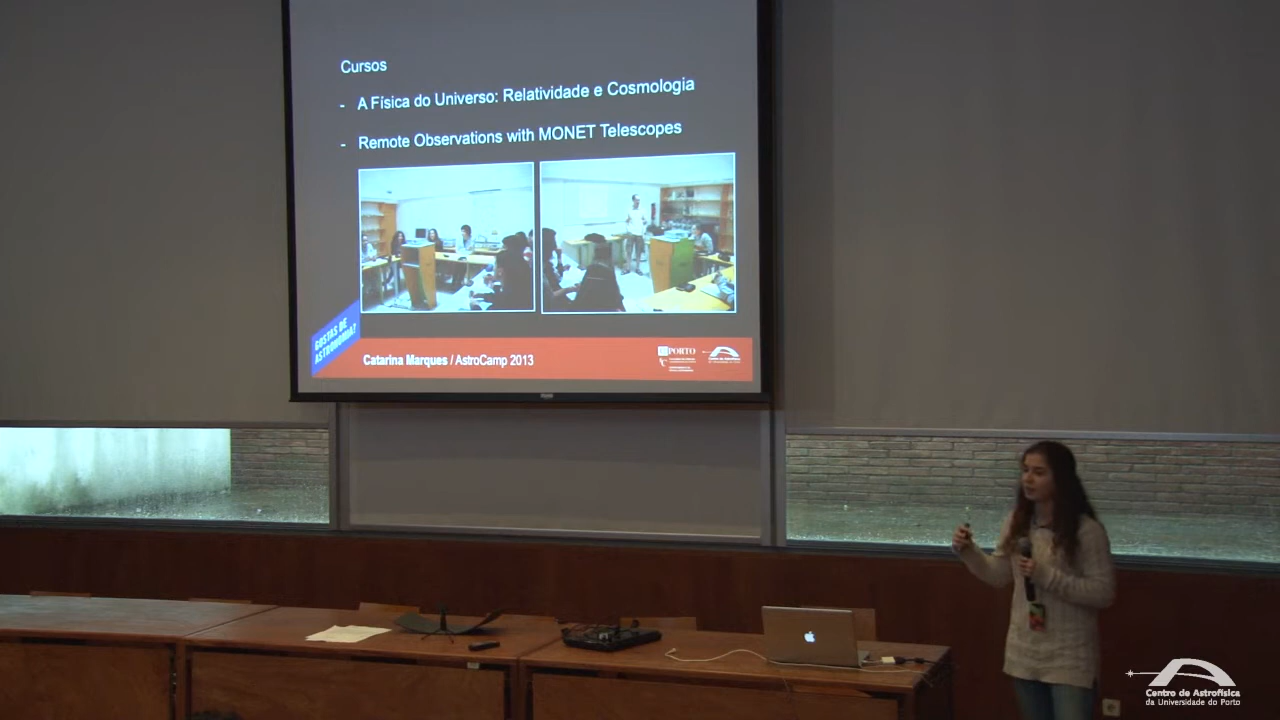 Cursos
- A Física do Universo: Relatividade e Cosmologia
- Remote Observations with MONET Telescopes
GOSTAS DE
ASTRONOMIA?
Catarina Marques / AstroCamp 2013
U.PORTO
Centro de Astrofísica
da Universidade do Porto